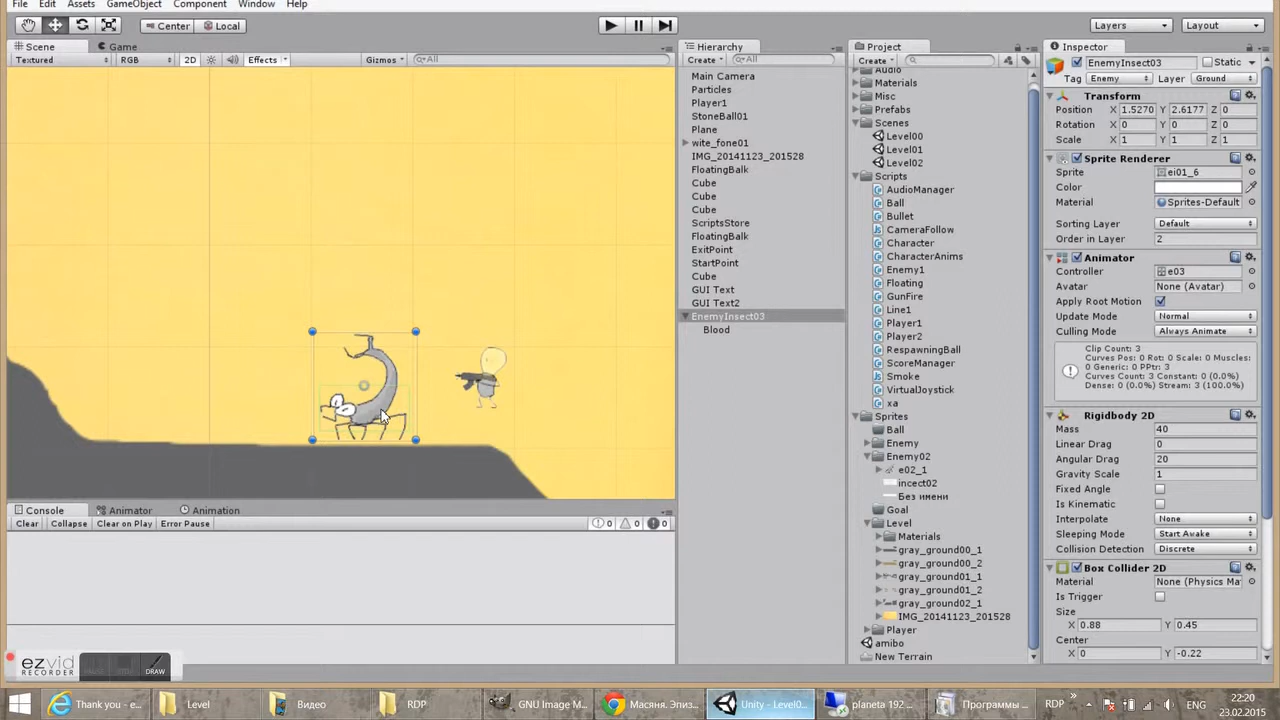 File Edit Assets GameObject Component Window Help
Center Local Layers Layout
Scene Game
Textured RGB 2D Effects Gizmos All
Hierarchy
Create All
Main Camera
Particles
Player1
StoneBall01
Plane
wite_fone01
IMG_20141123_201528
FloatingBalk
Cube
Cube
Cube
ScriptsStore
FloatingBalk
ExitPoint
StartPoint
Cube
GUI Text
GUI Text2
EnemyInsect03
Blood
Project
Create
Audio
Materials
Misc
Prefabs
Scenes
Level00
Level01
Level02
Scripts
AudioManager
Ball
Bullet
CameraFollow
Character
CharacterAnims
Enemy1
Floating
GunFire
Line1
Player1
Player2
RespawningBall
ScoreManager
Smoke
VirtualJoystick
xa
Sprites
Ball
Enemy
Enemy02
e02_1
incect02
Без имени
Goal
Level
Materials
gray_ground00_1
gray_ground00_2
gray_ground01_1
gray_ground01_2
gray_ground02_1
IMG_20141123_201528
Player
amibo
New Terrain
Inspector
EnemyInsect03 Static
Tag Enemy Layer Ground
Transform
Position X 1.5270 Y 2.6177 Z 0
Rotation X 0 Y 0 Z 0
Scale X 1 Y 1 Z 1
Sprite Renderer
Sprite ei01_6
Color
Material Sprites-Default
Sorting Layer Default
Order in Layer 2
Animator
Controller e03
Avatar None (Avatar)
Apply Root Motion
Update Mode Normal
Culling Mode Always Animate
Clip Count: 3
Curves Pos: 0 Rot: 0 Scale: 0 Muscles:
0 Generic: 0 PPtr: 3
Curves Count: 3 Constant: 0 (0.0%)
Dense: 0 (0.0%) Stream: 3 (100.0%)
Rigidbody 2D
Mass 40
Linear Drag 0
Angular Drag 20
Gravity Scale 1
Fixed Angle
Is Kinematic
Interpolate None
Sleeping Mode Start Awake
Collision Detection Discrete
Box Collider 2D
Material None (Physics Ma
Is Trigger
Size
X 0.88 Y 0.45
Center
X 0 Y -0.22
Console Animator Animation
Clear Collapse Clear on Play Error Pause 0 0 0
ezvid
RECORDER
DRAW
Thank you - e... Level Видео RDP GNU Image M... Масяня. Эпиз... Unity - Level0... planeta 192 ... Программы ... RDP ENG 22:20
23.02.2015